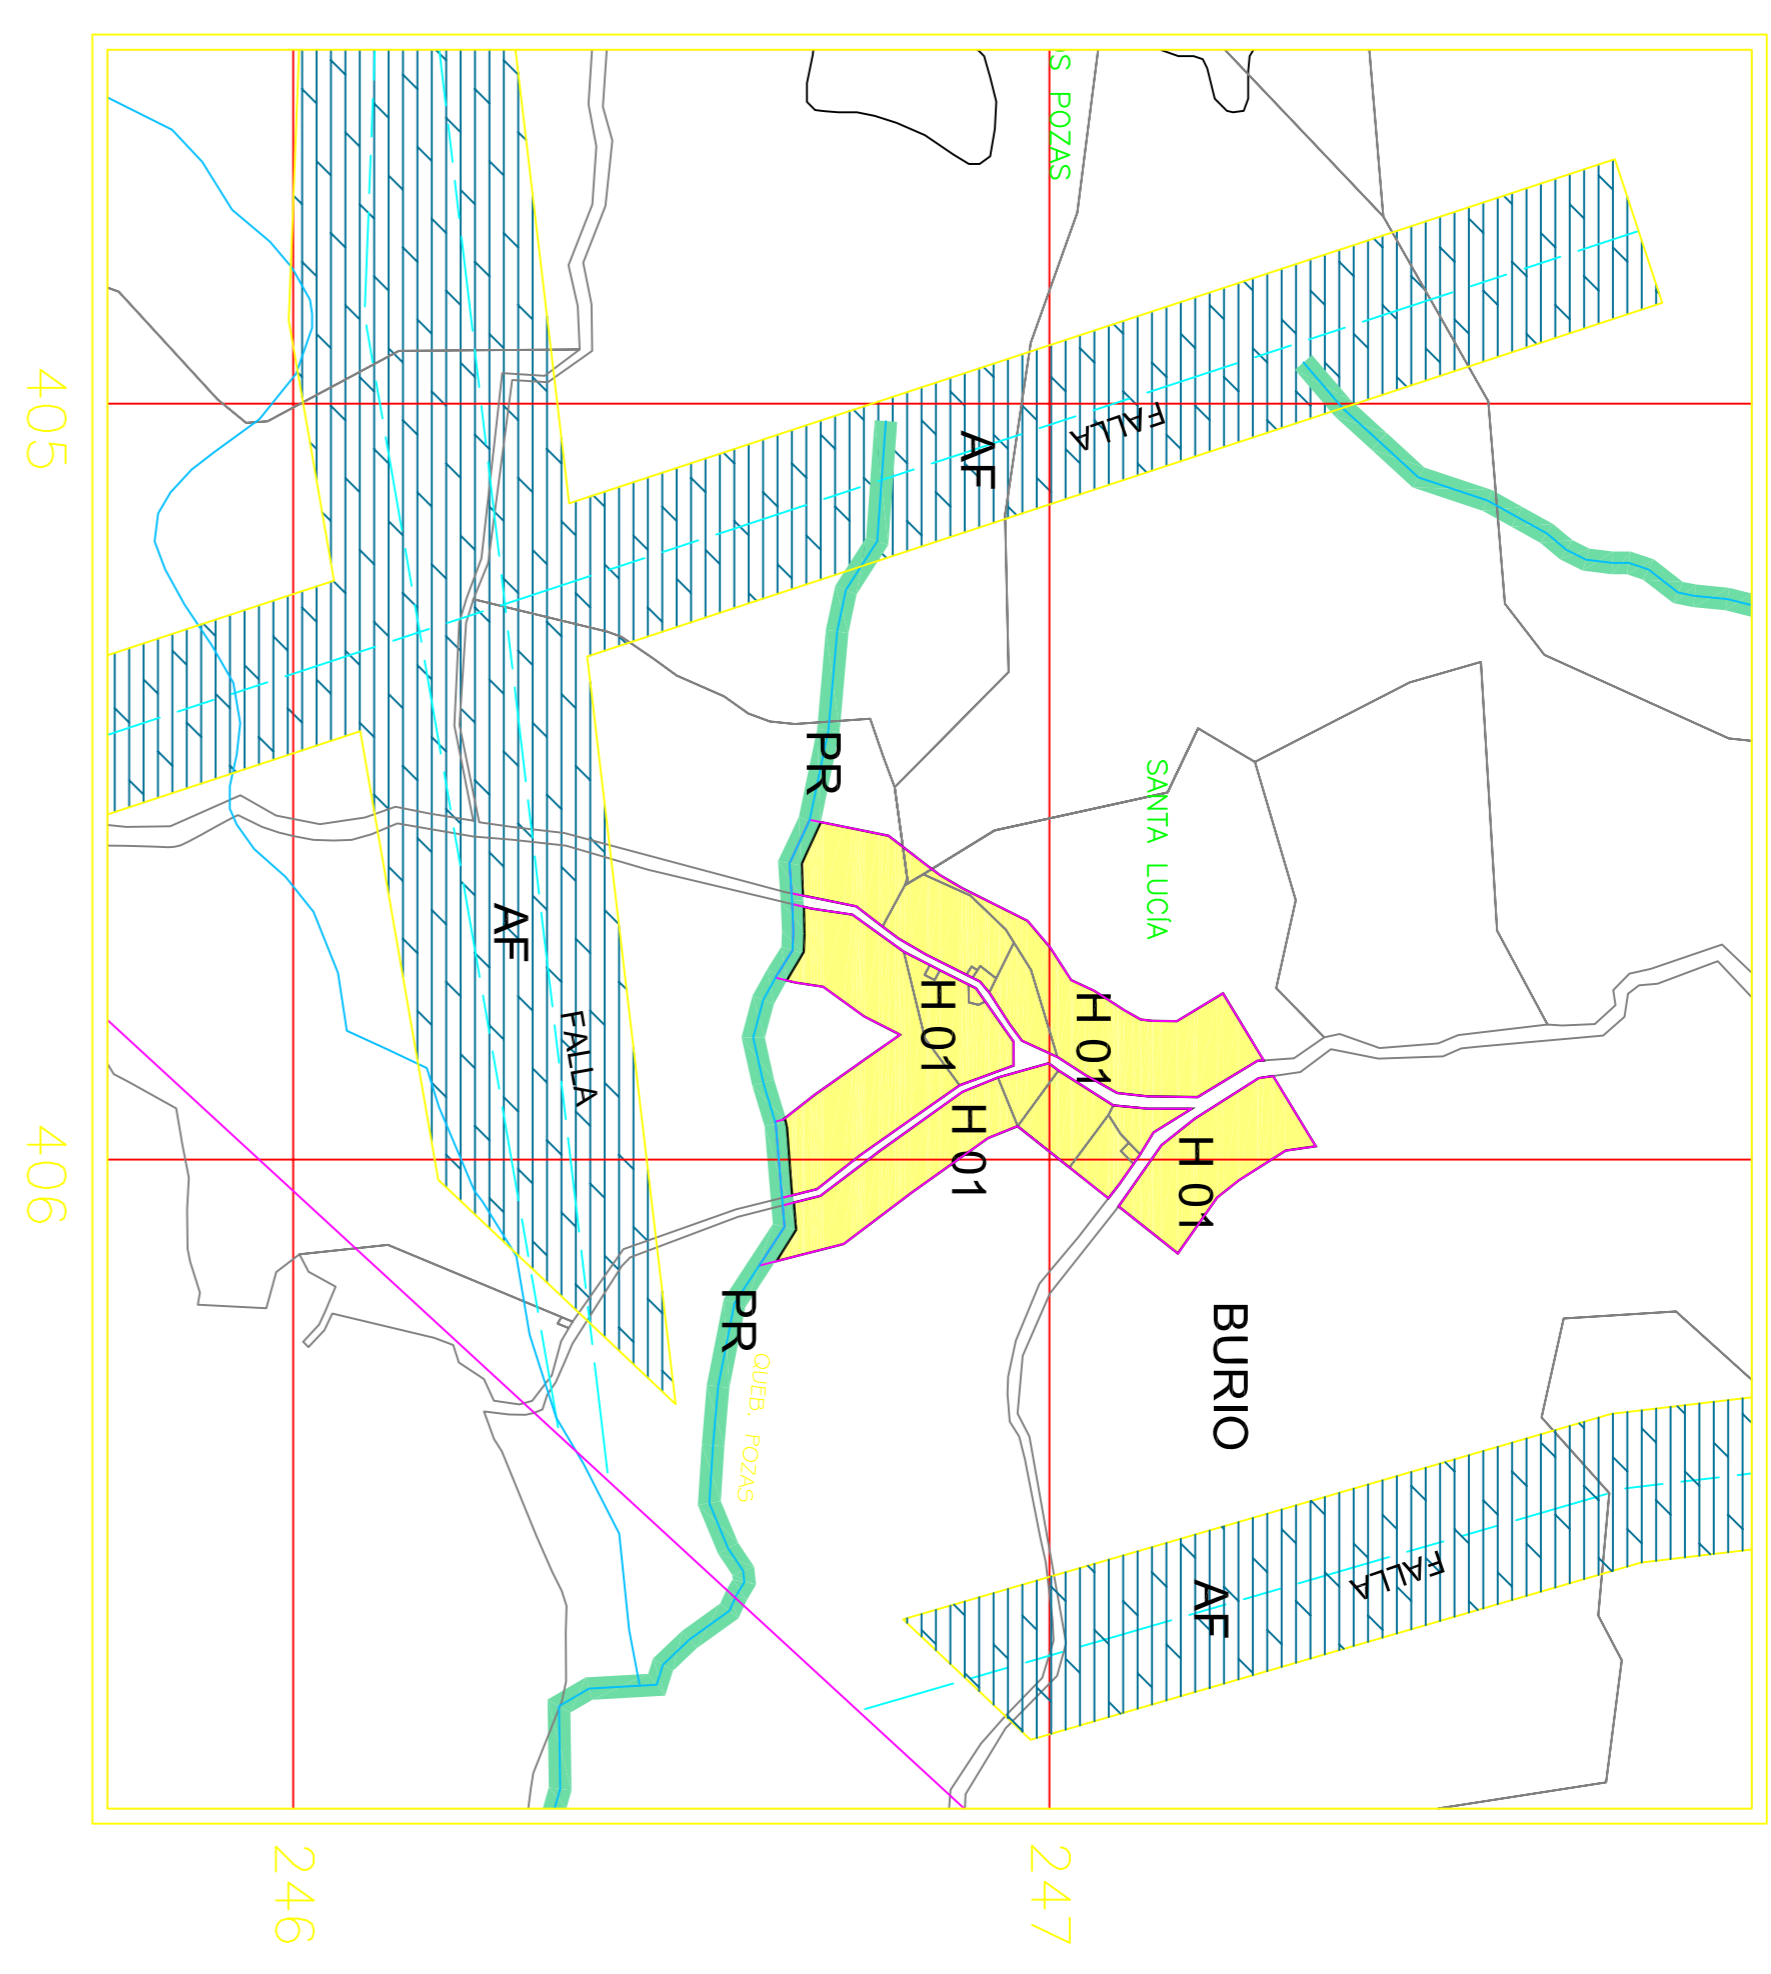 OS POZAS
405
FALLA
AF
PR
SANTA LUCÍA
AF
FALLA
H 01
H 01
H 01
H 01
406
PR
QUEB. POZAS
BURIO
FALLA
AF
246
247